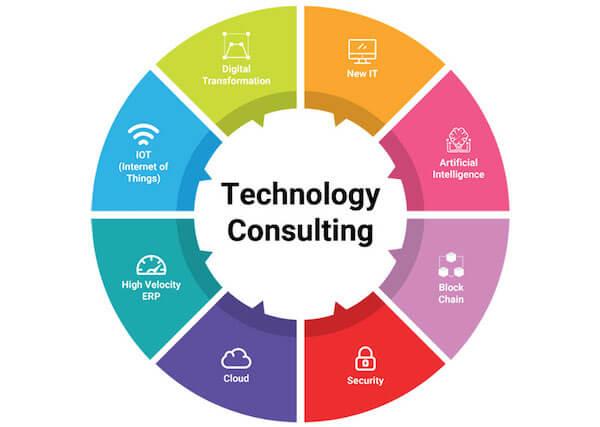 Technology
Consulting
New IT
Artificial
Intelligence
Block
Chain
Security
Cloud
High Velocity
ERP
IOT
(Internet of
Things)
Digital
Transformation